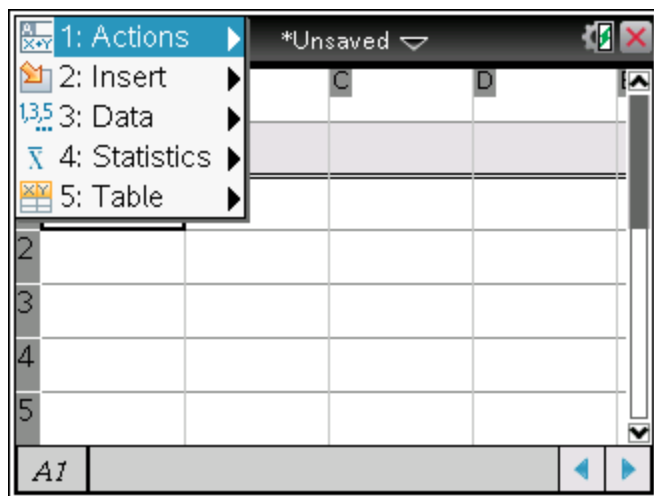 1: Actions
*Unsaved
2: Insert
C D E
1,3,5 3: Data
x̄ 4: Statistics
5: Table
2
3
4
5
A1